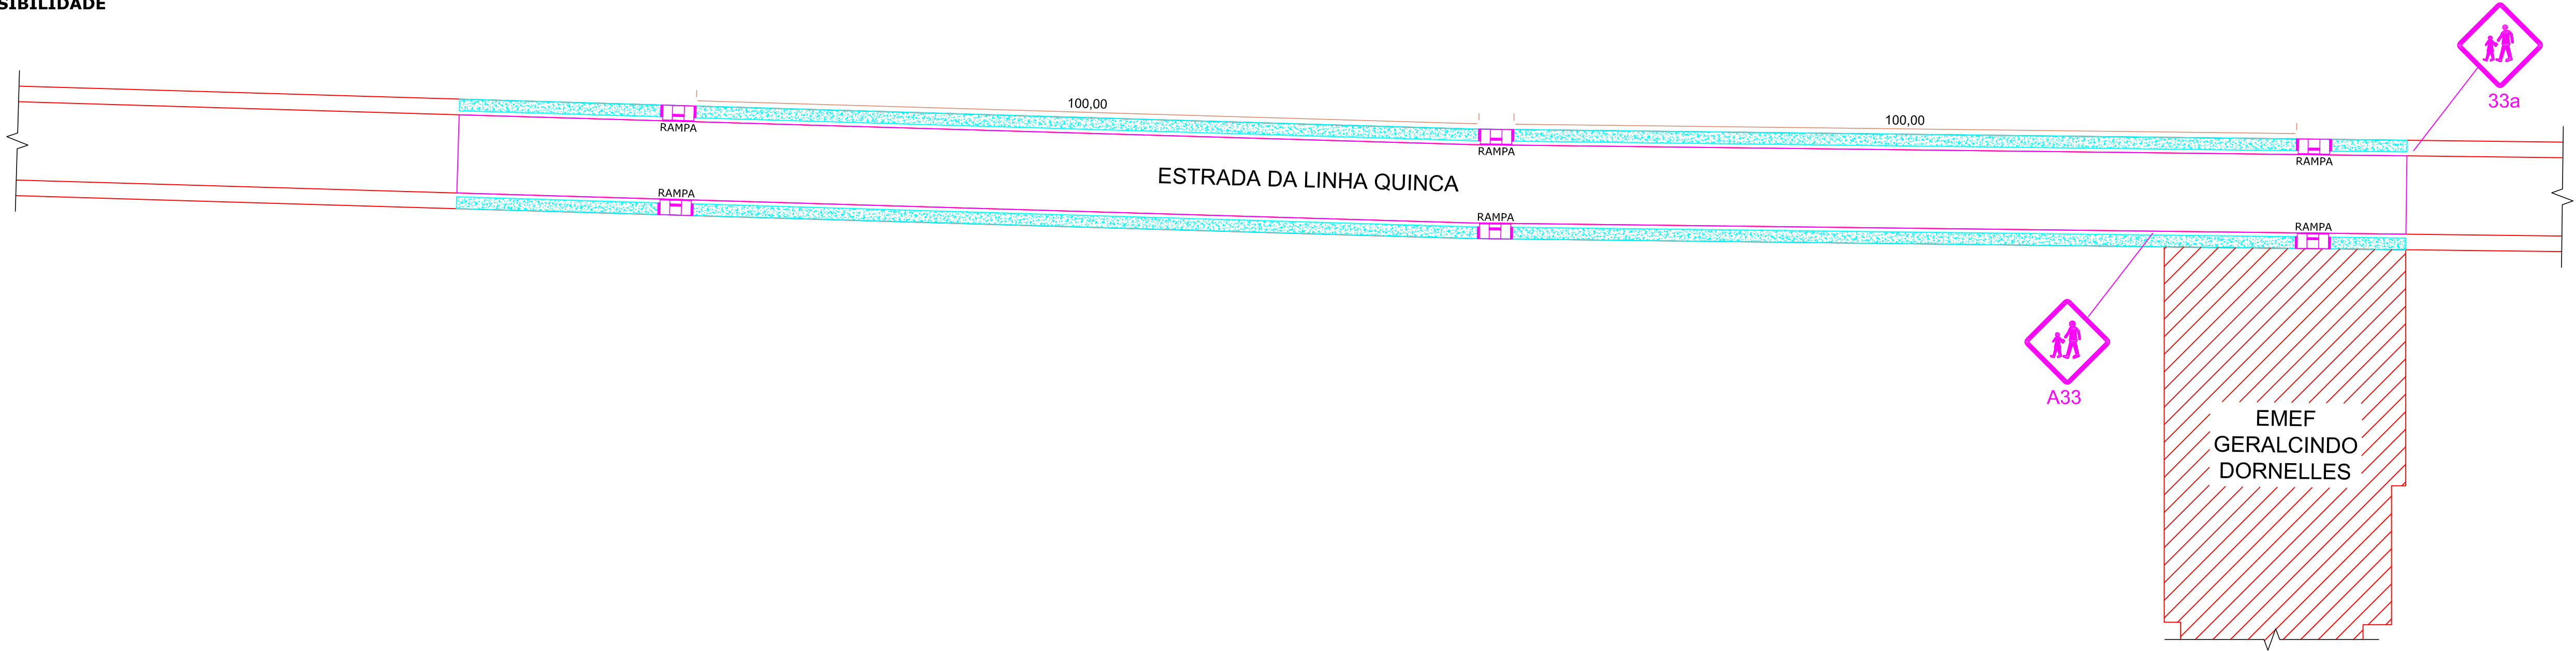 SIBILIDADE
33a
100,00
100,00
RAMPA
RAMPA
RAMPA
ESTRADA DA LINHA QUINCA
RAMPA
RAMPA
RAMPA
A33
EMEF
GERALCINDO
DORNELLES